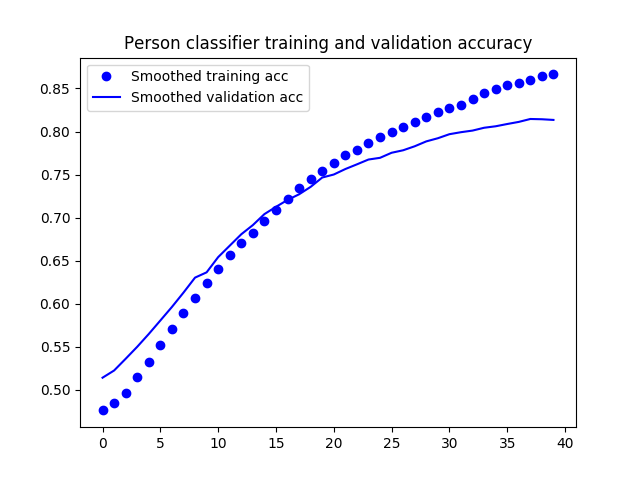 Person classifier training and validation accuracy
Smoothed training acc
Smoothed validation acc
0.85
0.80
0.75
0.70
0.65
0.60
0.55
0.50
0 5 10 15 20 25 30 35 40